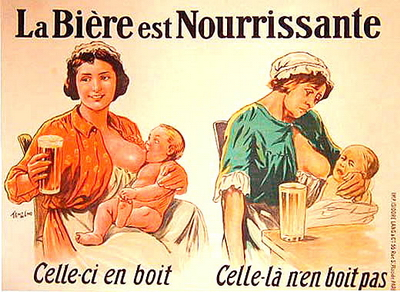 La Bière est Nourrissante
Celle-ci en boit
Celle-là n'en boit pas